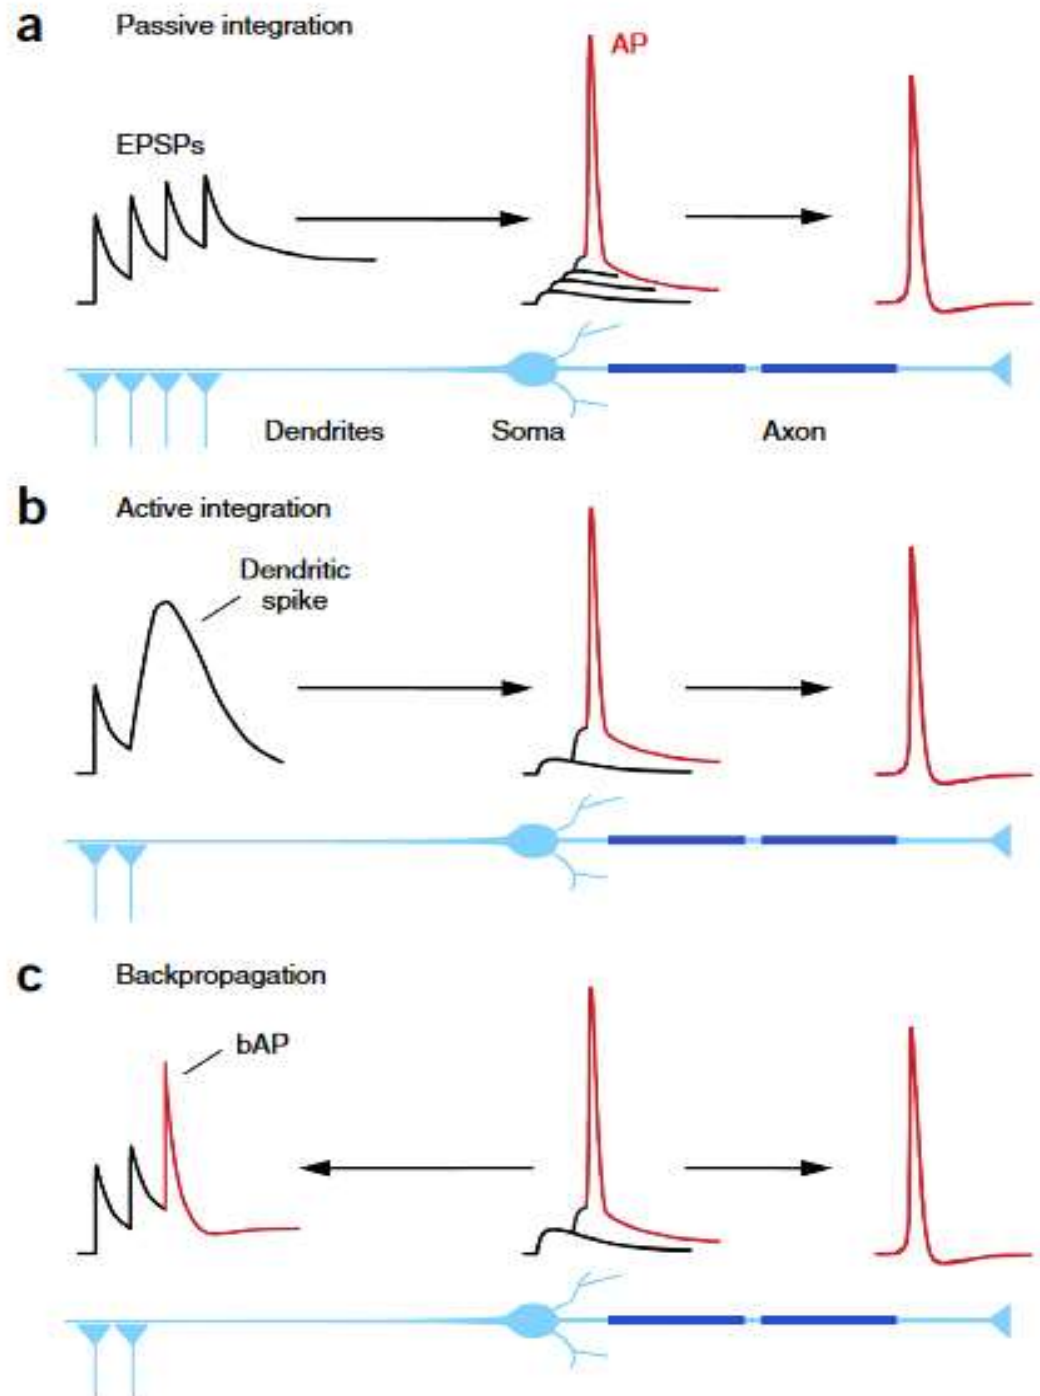 a Passive integration
AP
EPSPs
Dendrites Soma Axon
b Active integration
Dendritic
spike
c Backpropagation
bAP